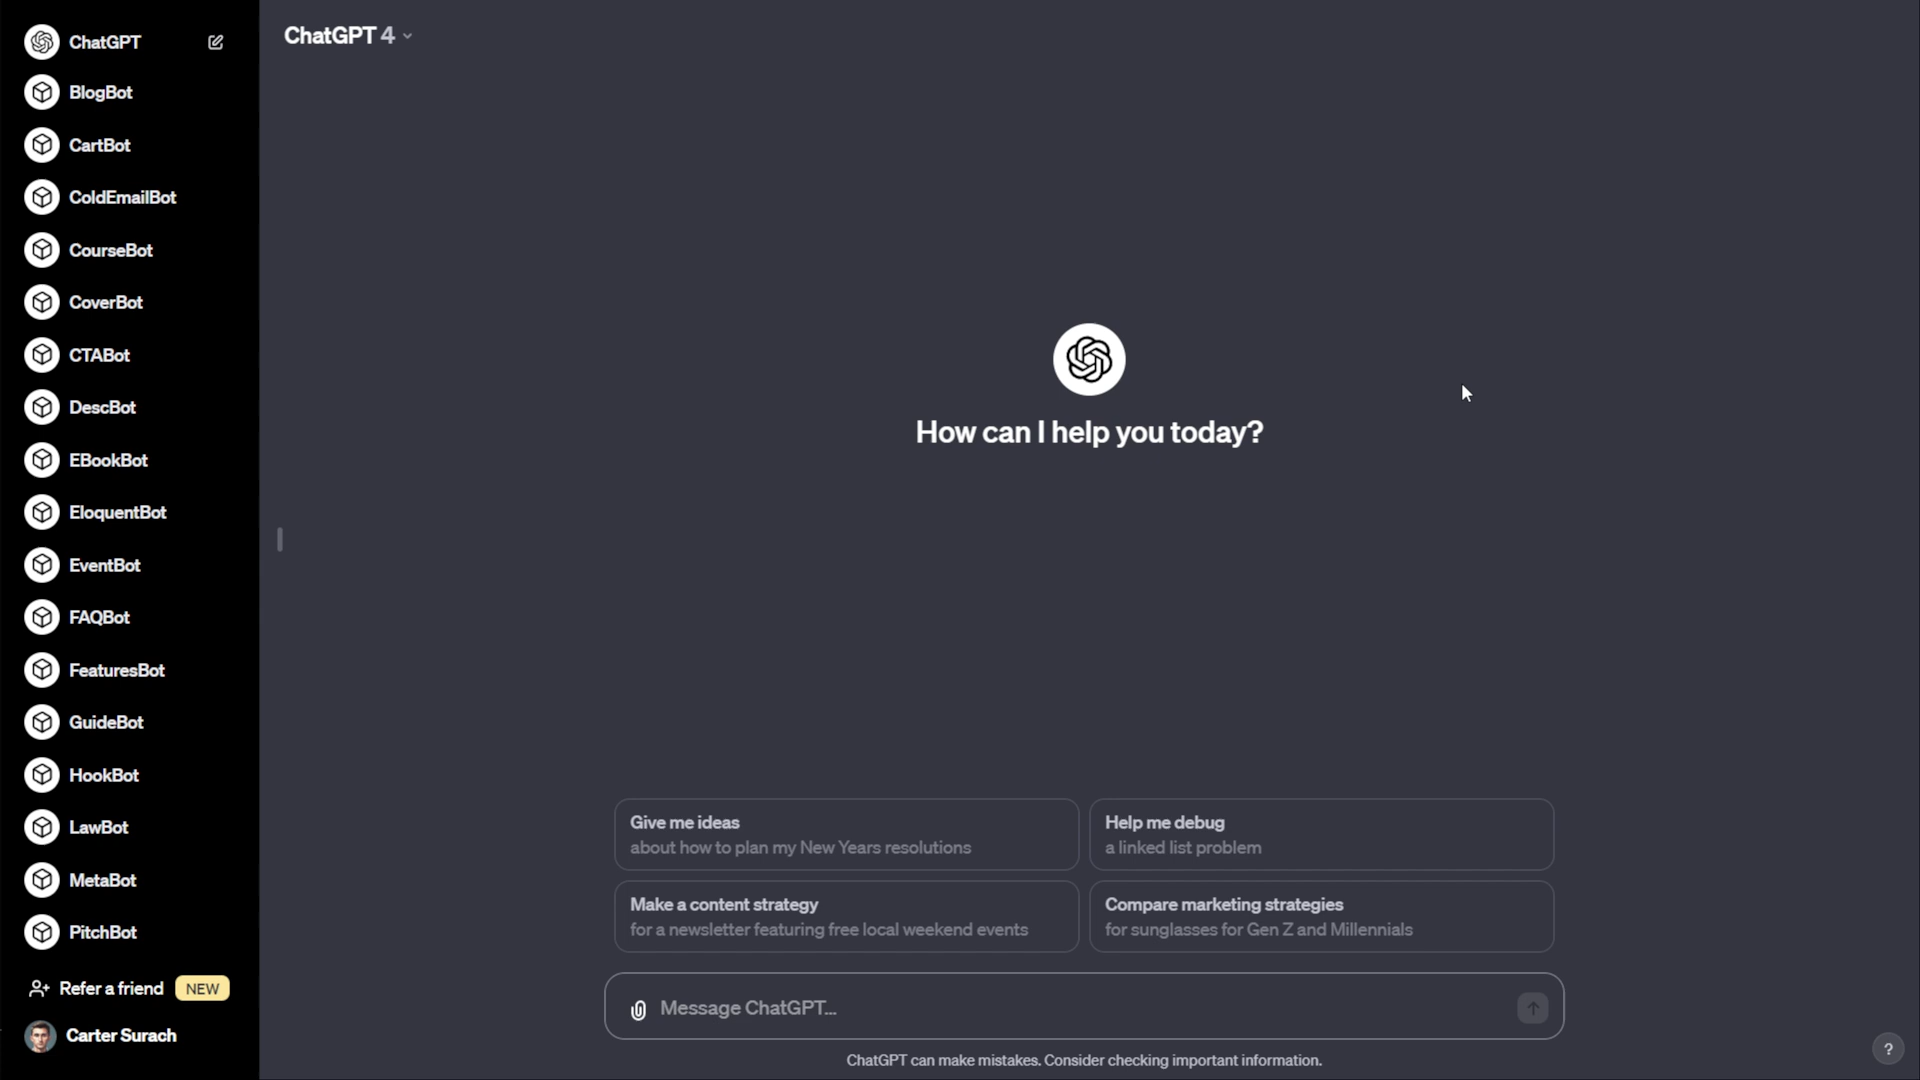 ChatGPT
BlogBot
CartBot
ColdEmailBot
CourseBot
CoverBot
CTABot
DescBot
EBookBot
EloquentBot
EventBot
FAQBot
FeaturesBot
GuideBot
HookBot
LawBot
MetaBot
PitchBot
Refer a friend NEW
Carter Surach
ChatGPT 4
How can I help you today?
Give me ideas
about how to plan my New Years resolutions
Help me debug
a linked list problem
Make a content strategy
for a newsletter featuring free local weekend events
Compare marketing strategies
for sunglasses for Gen Z and Millennials
Message ChatGPT...
ChatGPT can make mistakes. Consider checking important information.
?